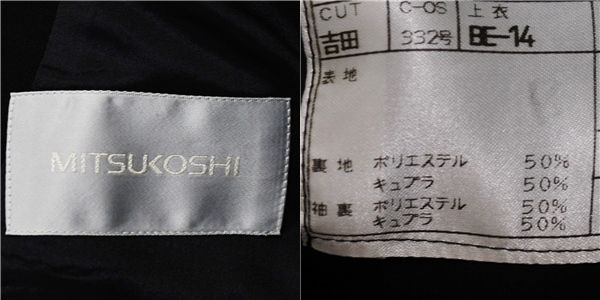 MITSUKOSHI
CUT C-OS 上衣
吉田 332号 BE-14
表地
裏地 ポリエステル 50%
キュプラ 50%
袖裏 ポリエステル 50%
キュプラ 50%